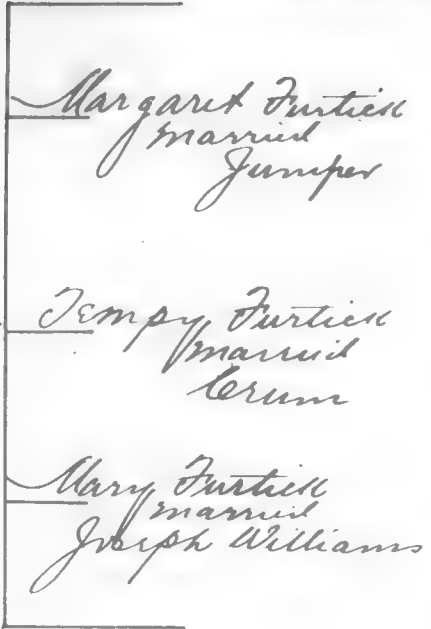 Margaret Furtick
married
Jumper
Tempy Furtick
married
Crum
Mary Furtick
married
Joseph Williams